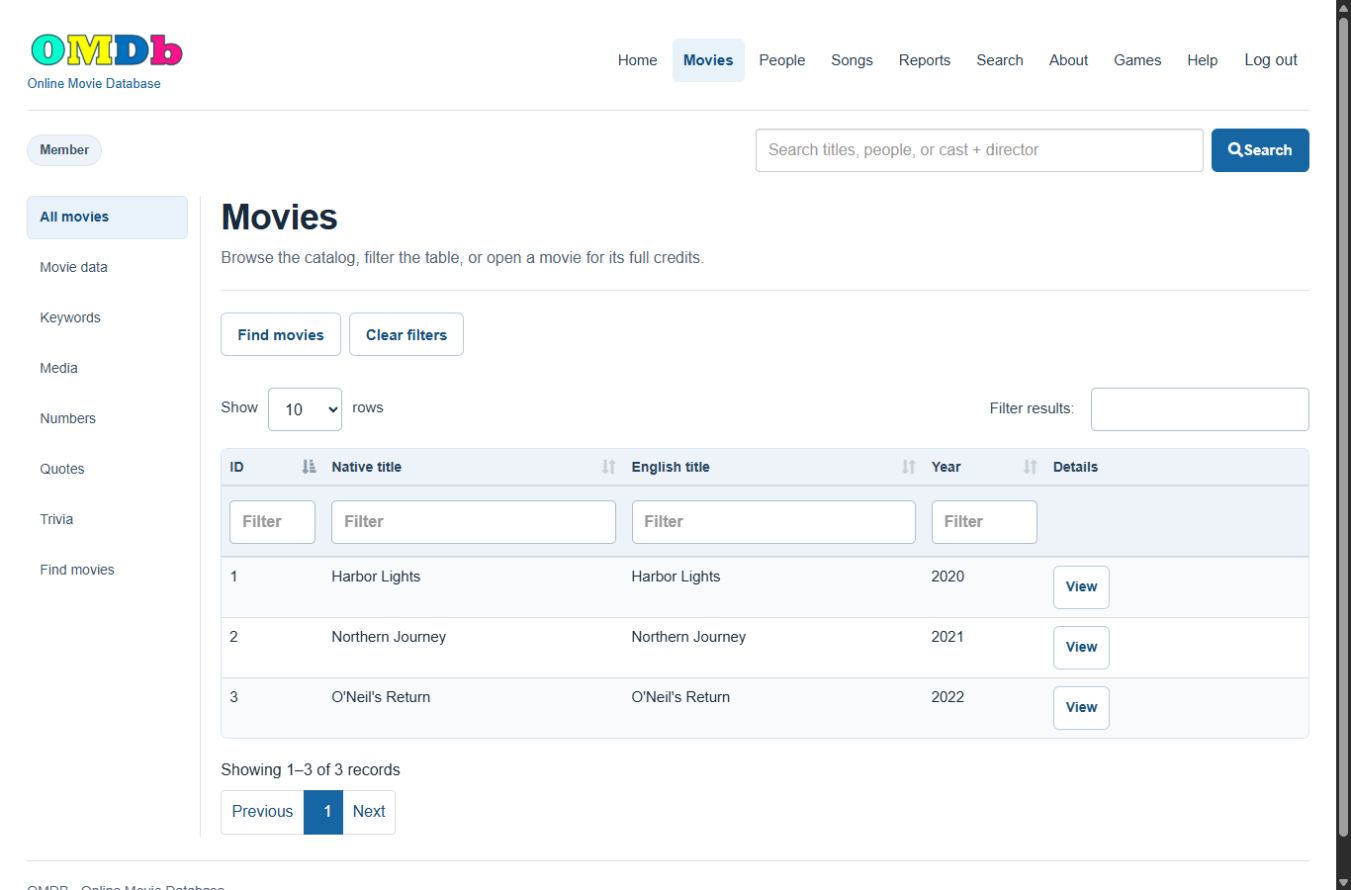 OMDb
Online Movie Database
Home Movies People Songs Reports Search About Games Help Log out
Member
Search titles, people, or cast + director
Search
All movies
Movie data
Keywords
Media
Numbers
Quotes
Trivia
Find movies
Movies
Browse the catalog, filter the table, or open a movie for its full credits.
Find movies Clear filters
Show 10 rows
Filter results:
ID Native title English title Year Details
Filter Filter Filter Filter
1 Harbor Lights Harbor Lights 2020 View
2 Northern Journey Northern Journey 2021 View
3 O'Neil's Return O'Neil's Return 2022 View
Showing 1–3 of 3 records
Previous 1 Next
OMDB - Online Movie Database